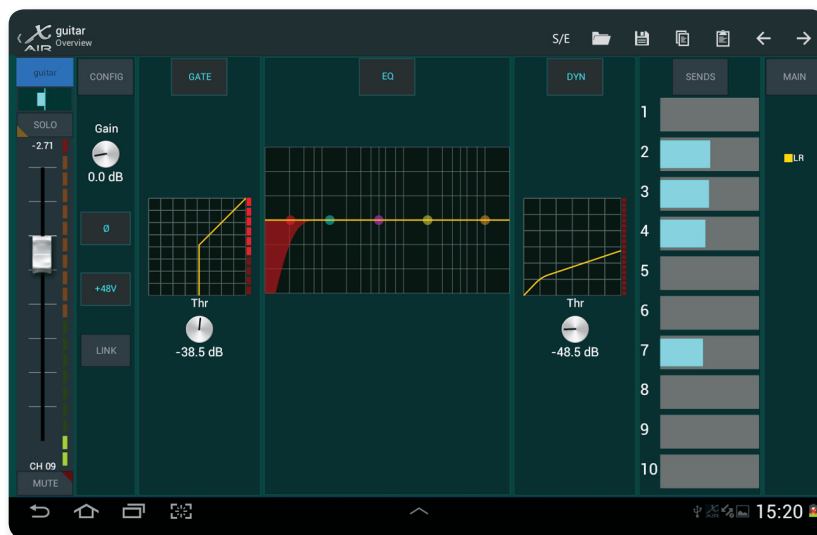 guitar
X AIR Overview
S/E
guitar
CONFIG
GATE
EQ
DYN
SENDS
MAIN
SOLO
-2.71
Gain
0.0 dB
Ø
+48V
LINK
Thr
-38.5 dB
Thr
-48.5 dB
1
2
3
4
5
6
7
8
9
10
LR
CH 09
MUTE
15:20